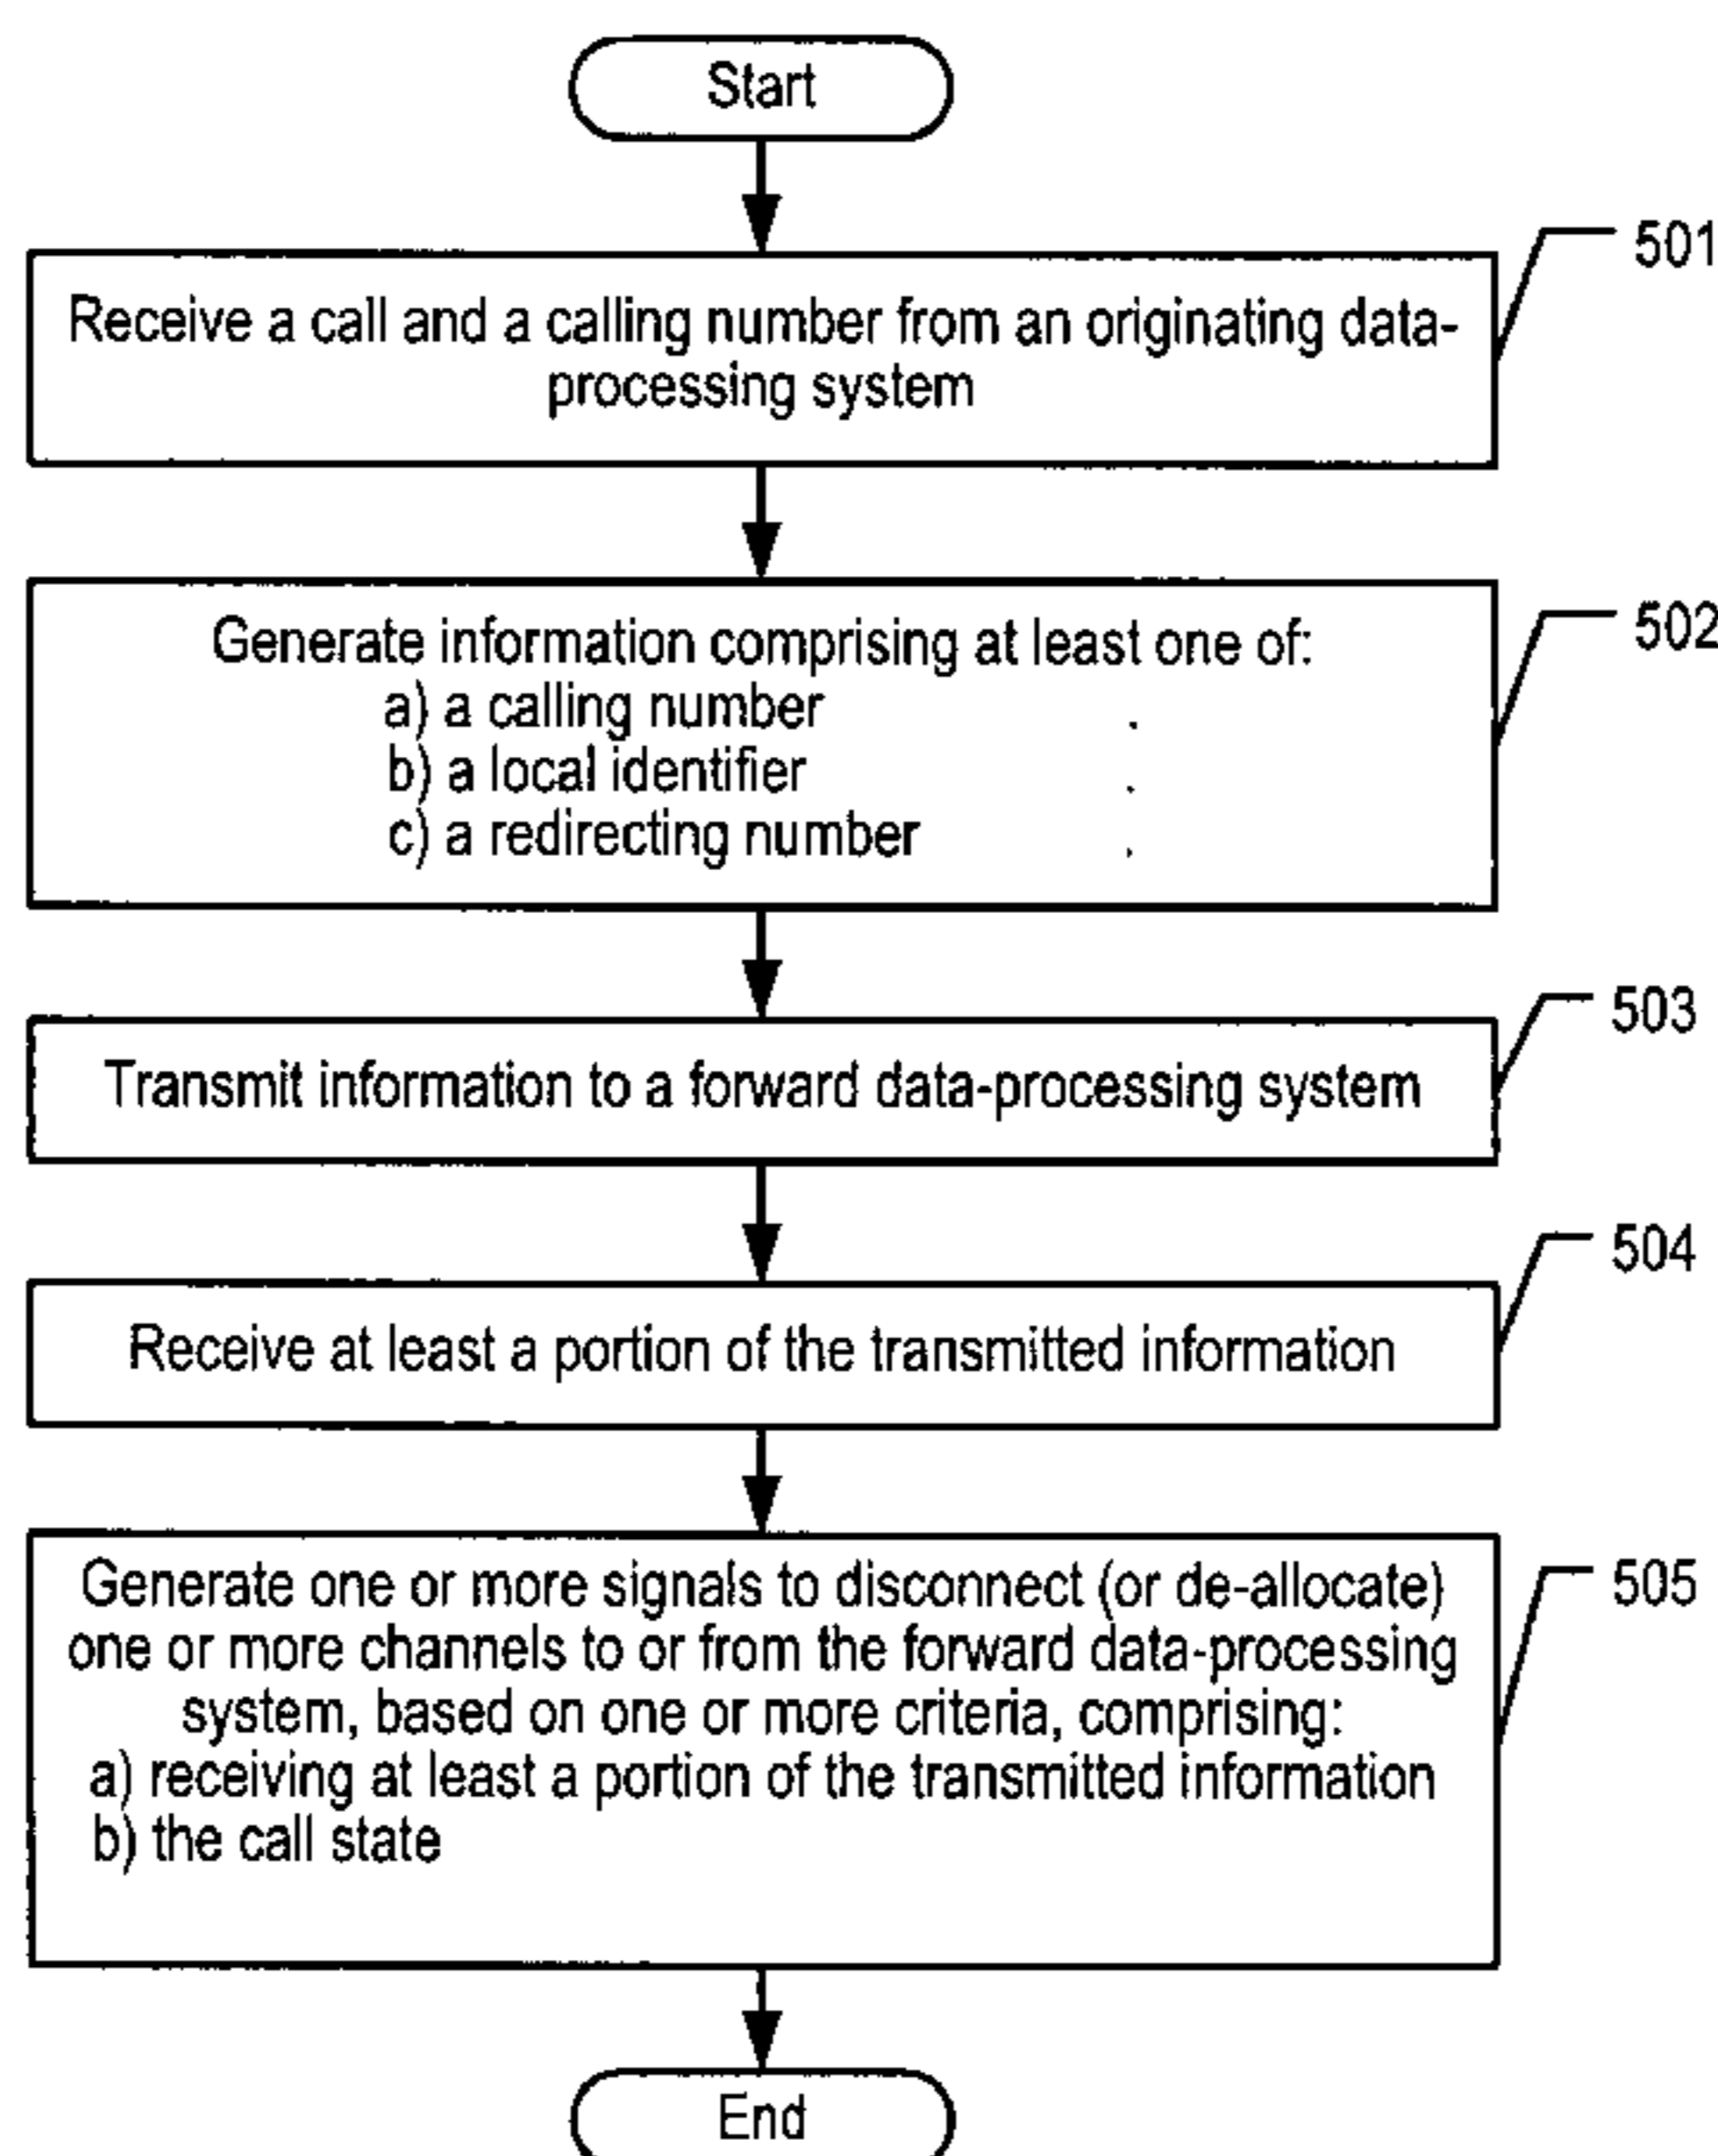 Start
501
Receive a call and a calling number from an originating data-
processing system
502
Generate information comprising at least one of:
a) a calling number
b) a local identifier
c) a redirecting number
503
Transmit information to a forward data-processing system
504
Receive at least a portion of the transmitted information
505
Generate one or more signals to disconnect (or de-allocate)
one or more channels to or from the forward data-processing
system, based on one or more criteria, comprising:
a) receiving at least a portion of the transmitted information
b) the call state
End